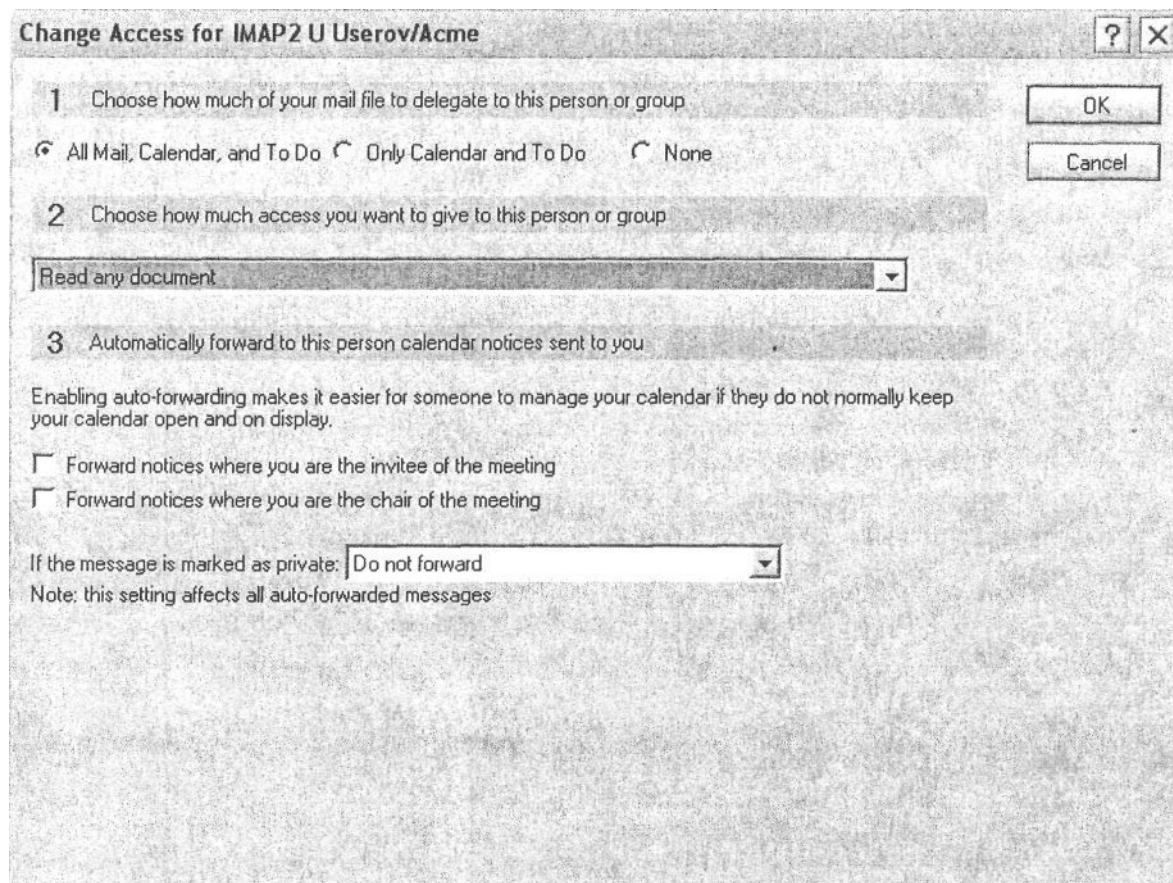 Change Access for IMAP2 U Userov/Acme
? X
1 Choose how much of your mail file to delegate to this person or group
OK
All Mail, Calendar, and To Do Only Calendar and To Do None
Cancel
2 Choose how much access you want to give to this person or group
Read any document
3 Automatically forward to this person calendar notices sent to you
Enabling auto-forwarding makes it easier for someone to manage your calendar if they do not normally keep
your calendar open and on display.
Forward notices where you are the invitee of the meeting
Forward notices where you are the chair of the meeting
If the message is marked as private: Do not forward
Note: this setting affects all auto-forwarded messages